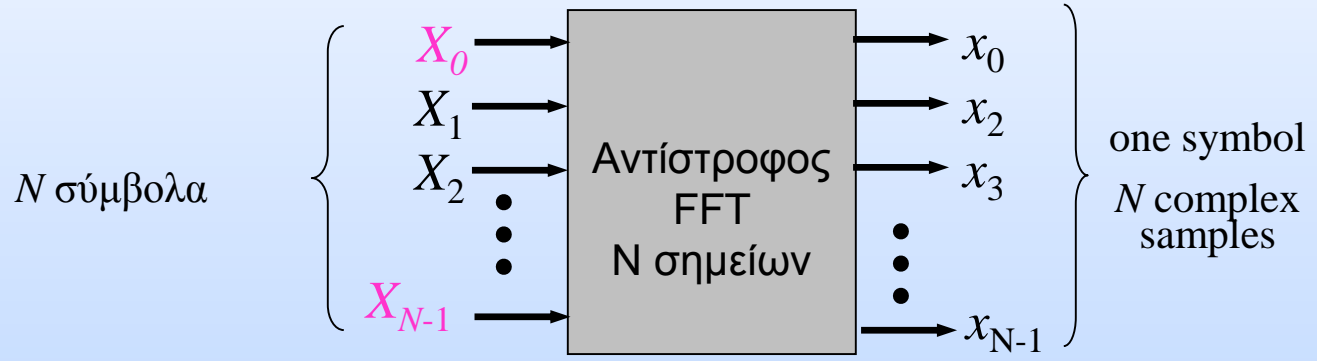 N σύμβολα
X0
X1
X2
XN-1
Αντίστροφος
FFT
N σημείων
x0
x2
x3
xN-1
one symbol
N complex
samples